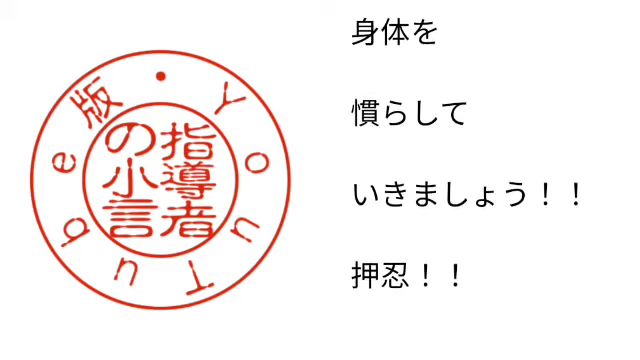 YouTube版・
指導者
の小言
身体を
慣らして
いきましょう！！
押忍！！